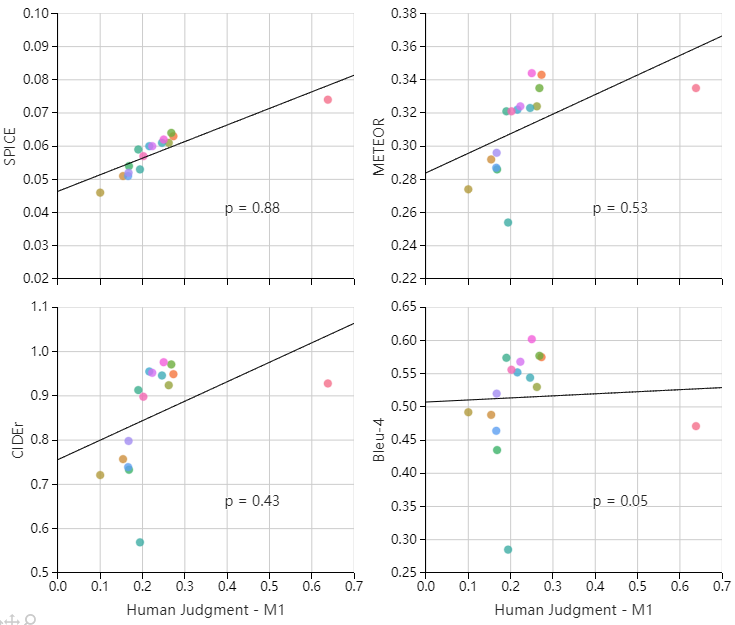 0.10
0.09
0.08
0.07
0.06
0.05
0.04
0.03
0.02
SPICE
p = 0.88
0.38
0.36
0.34
0.32
0.30
0.28
0.26
0.24
0.22
METEOR
p = 0.53
1.1
1.0
0.9
0.8
0.7
0.6
0.5
CIDEr
p = 0.43
0.0 0.1 0.2 0.3 0.4 0.5 0.6 0.7
Human Judgment - M1
0.65
0.60
0.55
0.50
0.45
0.40
0.35
0.30
0.25
Bleu-4
p = 0.05
0.0 0.1 0.2 0.3 0.4 0.5 0.6 0.7
Human Judgment - M1